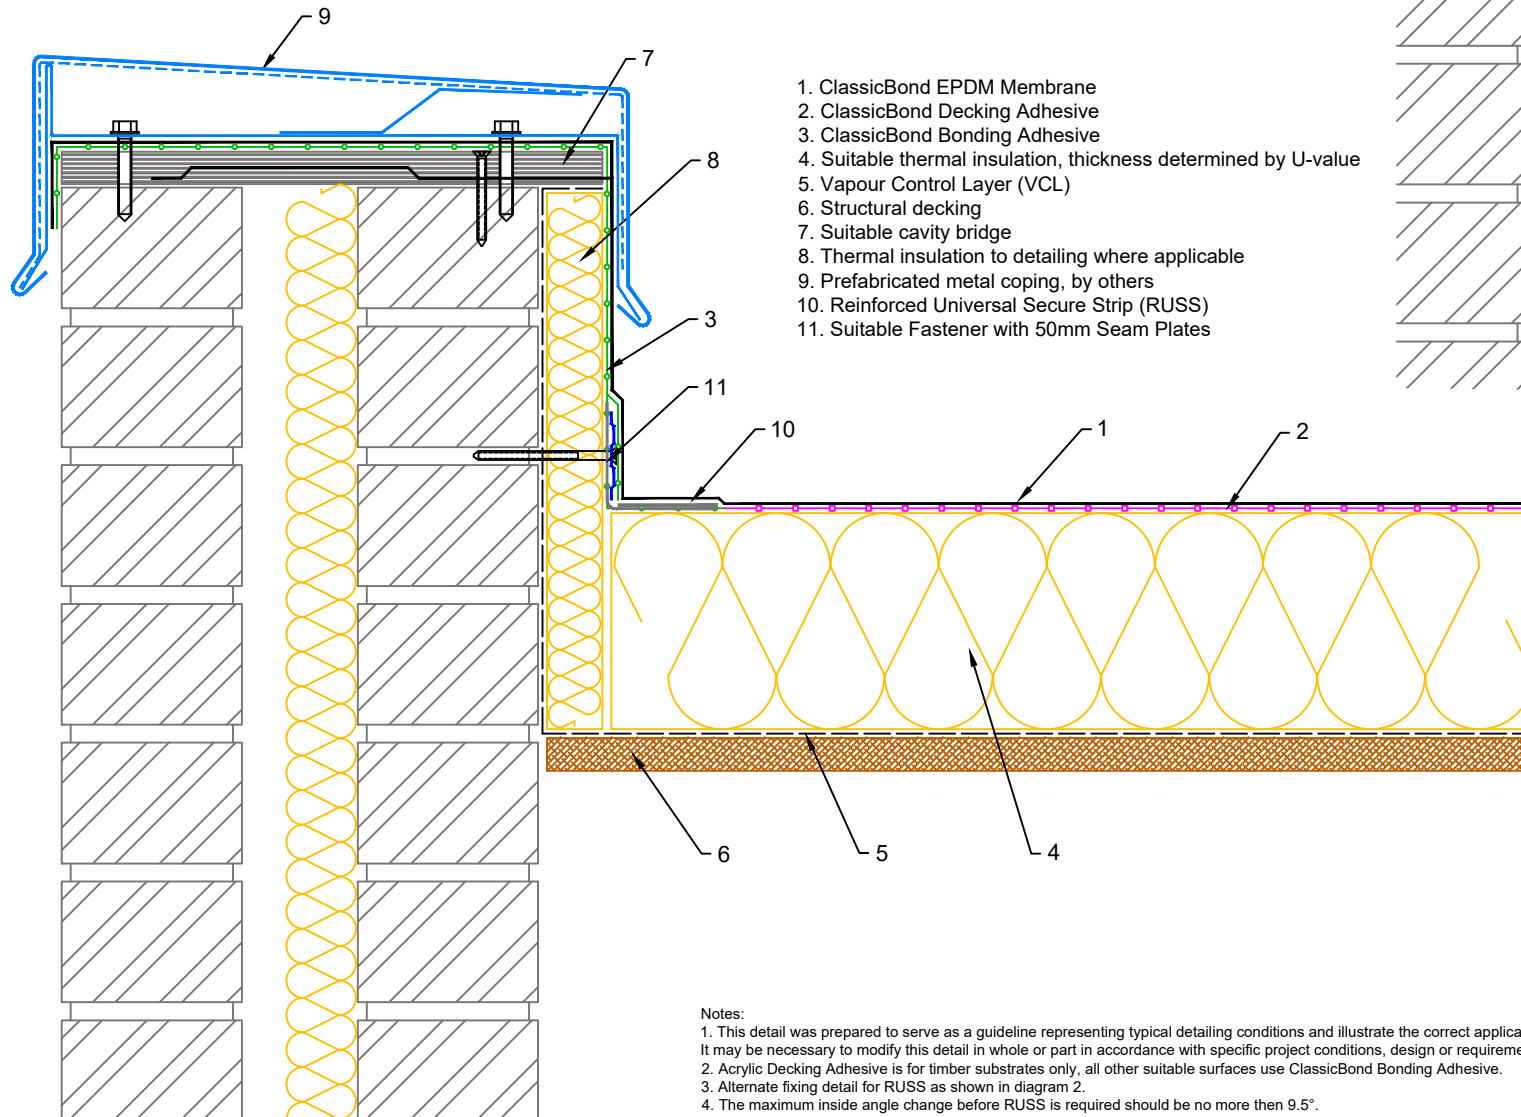 9
7
8
3
11
10
1
2
6
5
4
1. ClassicBond EPDM Membrane
2. ClassicBond Decking Adhesive
3. ClassicBond Bonding Adhesive
4. Suitable thermal insulation, thickness determined by U-value
5. Vapour Control Layer (VCL)
6. Structural decking
7. Suitable cavity bridge
8. Thermal insulation to detailing where applicable
9. Prefabricated metal coping, by others
10. Reinforced Universal Secure Strip (RUSS)
11. Suitable Fastener with 50mm Seam Plates
Notes:
1. This detail was prepared to serve as a guideline representing typical detailing conditions and illustrate the correct applica
It may be necessary to modify this detail in whole or part in accordance with specific project conditions, design or requireme
2. Acrylic Decking Adhesive is for timber substrates only, all other suitable surfaces use ClassicBond Bonding Adhesive.
3. Alternate fixing detail for RUSS as shown in diagram 2.
4. The maximum inside angle change before RUSS is required should be no more then 9.5°.